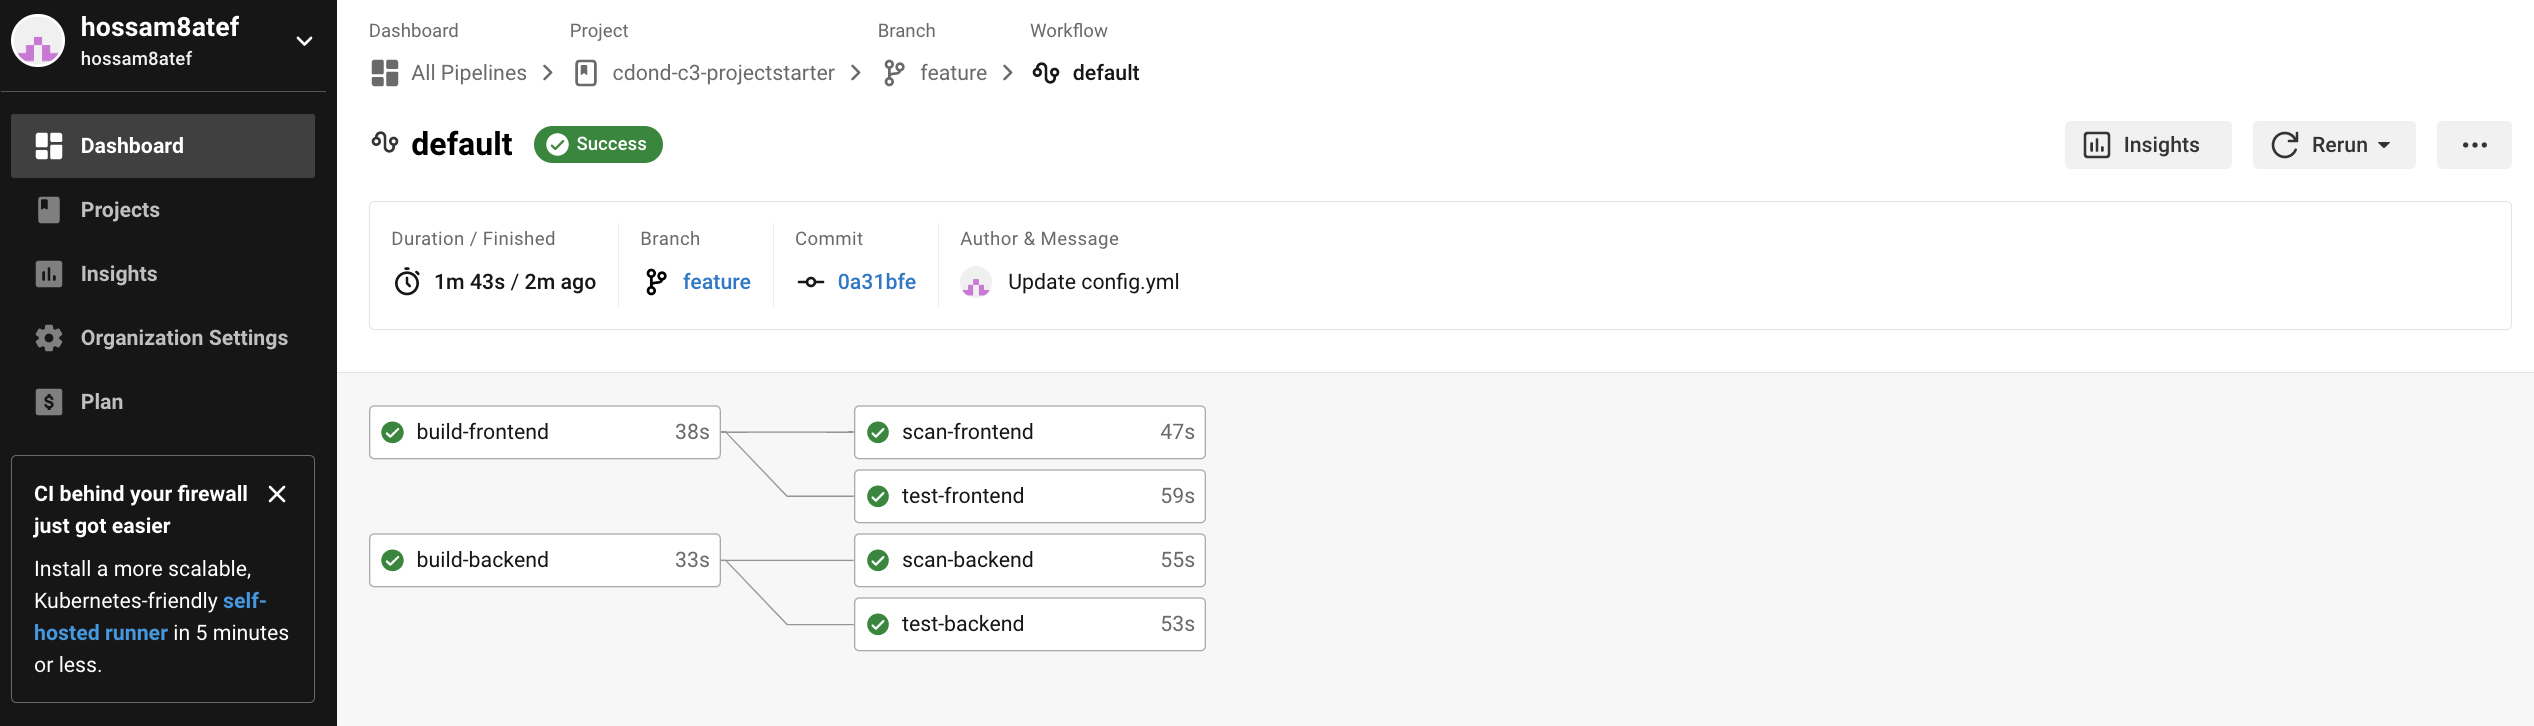 hossam8atef
hossam8atef
Dashboard
Projects
Insights
Organization Settings
Plan
CI behind your firewall
just got easier
Install a more scalable,
Kubernetes-friendly self-
hosted runner in 5 minutes
or less.
Dashboard Project Branch Workflow
All Pipelines cdond-c3-projectstarter feature default
default Success
Insights Rerun
Duration / Finished Branch Commit Author & Message
1m 43s / 2m ago feature 0a31bfe Update config.yml
build-frontend 38s scan-frontend 47s
test-frontend 59s
build-backend 33s scan-backend 55s
test-backend 53s